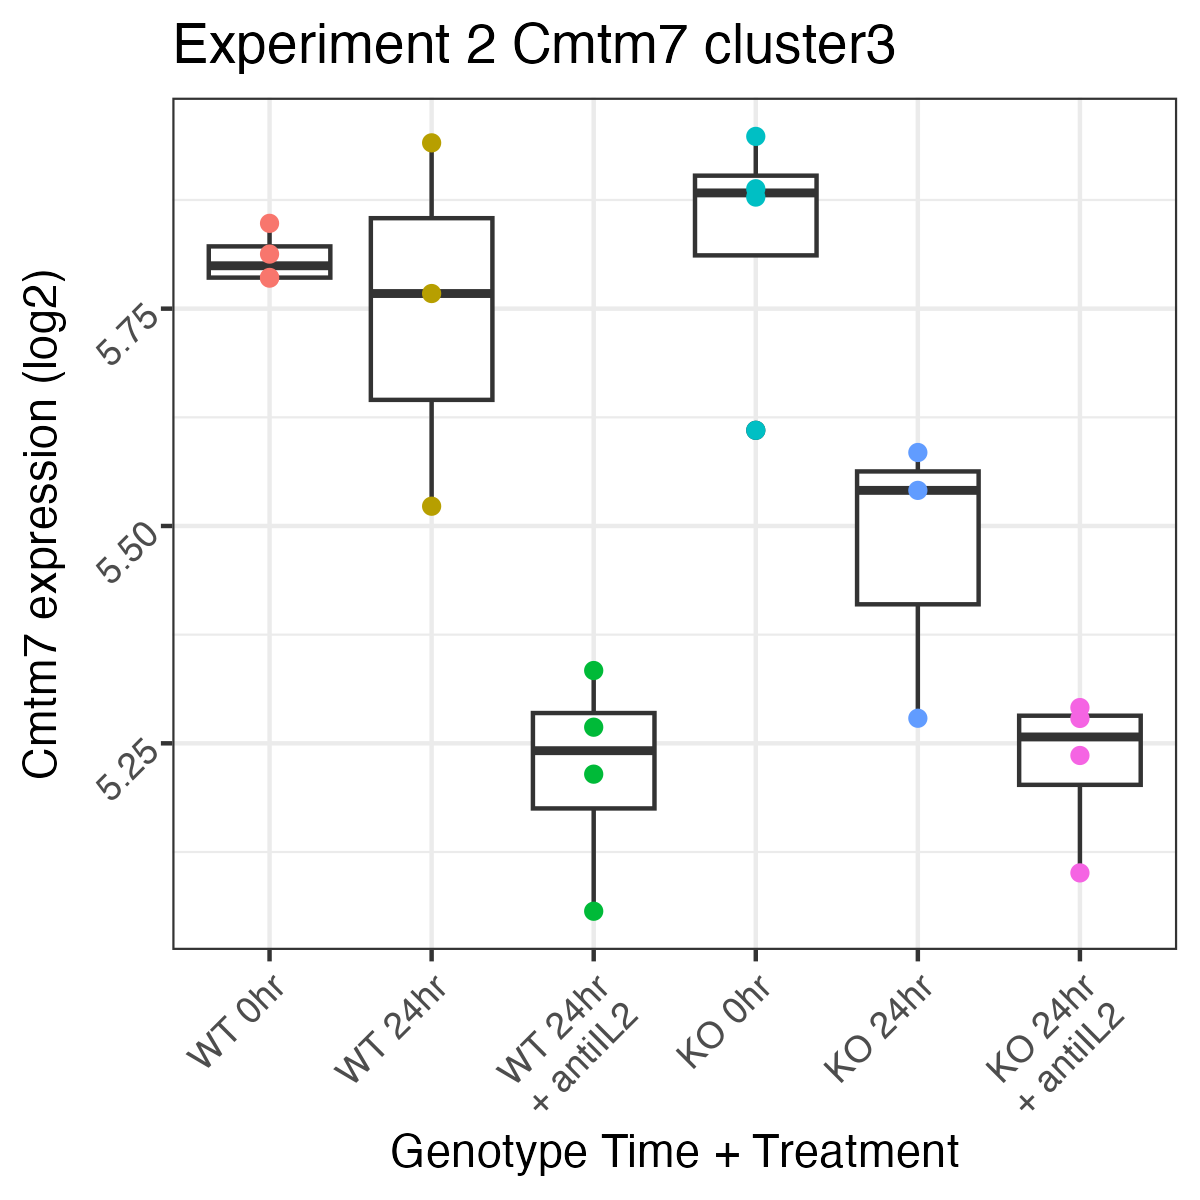 Experiment 2 Cmtm7 cluster3
Cmtm7 expression (log2)
5.75
5.50
5.25
WT 0hr
WT 24hr
WT 24hr
+ antiIL2
KO 0hr
KO 24hr
KO 24hr
+ antiIL2
Genotype Time + Treatment